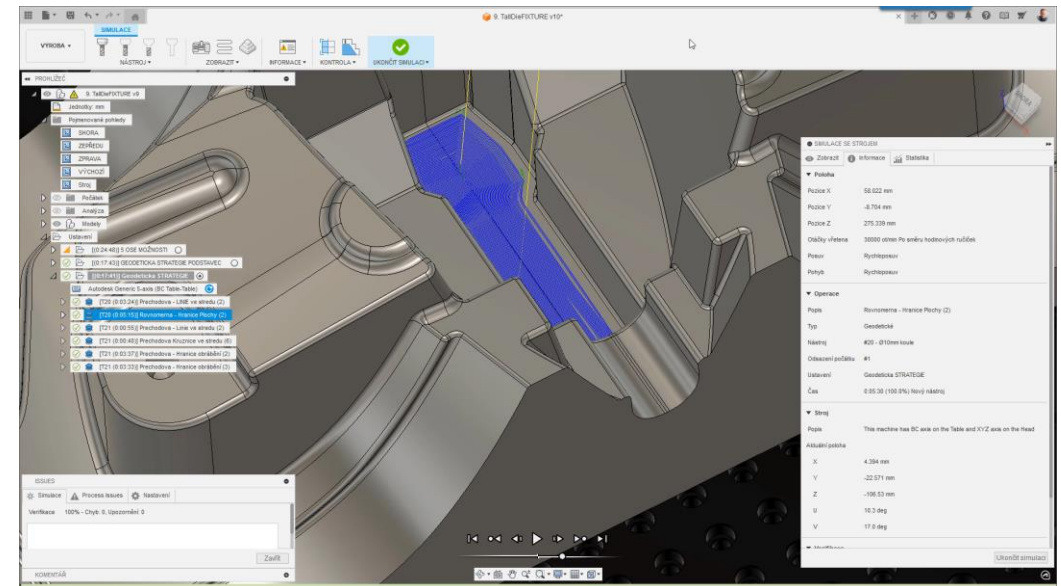 9. TallDieFIXTURE v10*
SIMULACE
VÝROBA
NÁSTROJ
ZOBRAZIT
INFORMACE
KONTROLA
UKONČIT SIMULACI
PROHLÍŽEČ
9. TallDieFIXTURE v9
Jednotky: mm
Pojmenované pohledy
SHORA
ZEPŘEDU
ZPRAVA
VÝCHOZÍ
Stroj
Počátek
Analýza
Modely
Ustavení
[(0:24:40)] 5 OSE MOŽNOSTI
[(0:17:43)] GEODETICKA STRATEGIE PODSTAVEC
[(0:17:41)] Geodeticka STRATEGIE
Autodesk Generic 5-axis (BC Table-Table)
[T20 (0:03:24)] Prechodova - LINIE ve stredu (2)
[T20 (0:05:15)] Rovnomerna - Hranice Plochy (2)
[T21 (0:00:55)] Prechodova - Linie ve stredu (2)
[T21 (0:00:40)] Prechodova Kruznice ve stredu (6)
[T21 (0:03:37)] Prechodova - Hranice obrábění (2)
[T21 (0:03:33)] Prechodova - Hranice obrábění (2)
SIMULACE SE STROJEM
Zobrazit Informace Statistika
Poloha
Pozice X 58.022 mm
Pozice Y -8.704 mm
Pozice Z 275.339 mm
Otáčky vřetena 30000 ot/min Po směru hodinových ručiček
Posuv Rychloposuv
Pohyb Rychloposuv
Operace
Popis Rovnomerna - Hranice Plochy (2)
Typ Geodetické
Nástroj #20 - Ø10mm koule
Odsazení počátku #1
Ustavení Geodeticka STRATEGIE
Čas 0:05:30 (100.0%) Nový nástroj
Stroj
Popis This machine has BC axis on the Table and XYZ axis on the Head
Aktuální poloha
X 4.394 mm
Y -22.571 mm
Z -106.53 mm
U 10.3 deg
V 17.0 deg
Ukončit simulaci
ISSUES
Simulace Process Issues Nastavení
Verifikace 100% - Chyb: 0, Upozornění: 0
Zavřít
KOMENTÁŘ